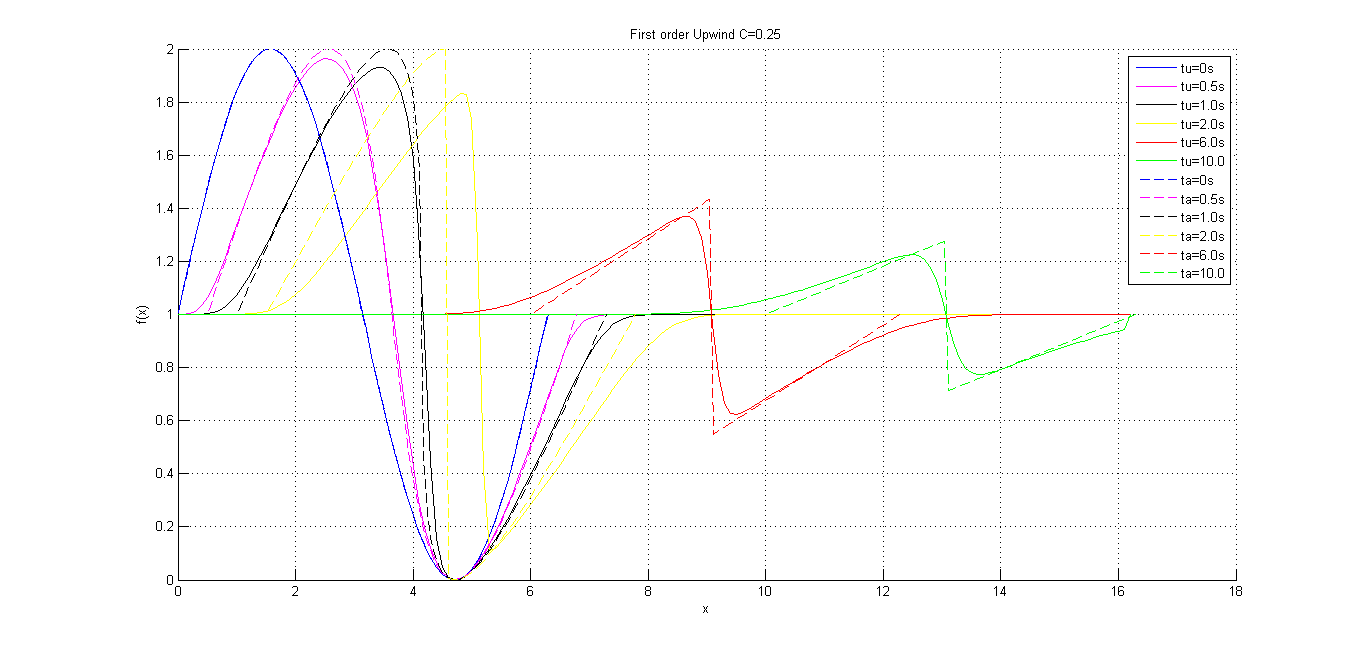 First order Upwind C=0.25
2
1.8
1.6
1.4
1.2
1
0.8
0.6
0.4
0.2
0
f(x)
0 2 4 6 8 10 12 14 16 18
x
tu=0s
tu=0.5s
tu=1.0s
tu=2.0s
tu=6.0s
tu=10.0
ta=0s
ta=0.5s
ta=1.0s
ta=2.0s
ta=6.0s
ta=10.0